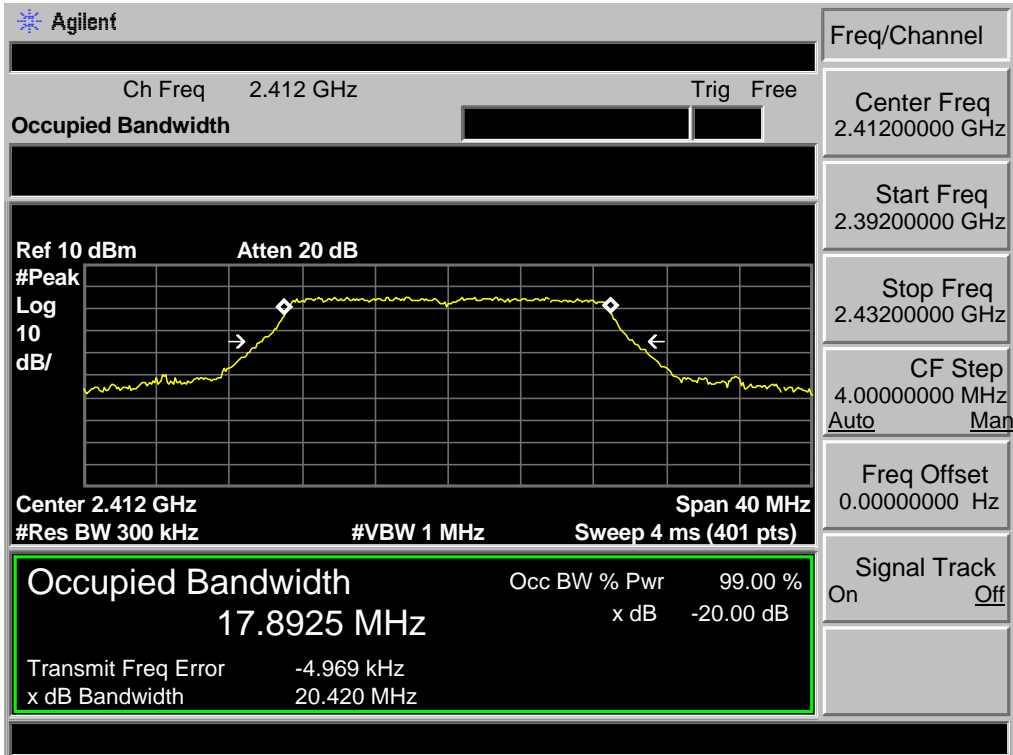 Agilent
Freq/Channel
Ch Freq 2.412 GHz Trig Free
Occupied Bandwidth
Center Freq
2.41200000 GHz
Start Freq
2.39200000 GHz
Stop Freq
2.43200000 GHz
CF Step
4.00000000 MHz
Auto Man
Freq Offset
0.00000000 Hz
Signal Track
On Off
Ref 10 dBm Atten 20 dB
#Peak
Log
10
dB/
Center 2.412 GHz Span 40 MHz
#Res BW 300 kHz #VBW 1 MHz Sweep 4 ms (401 pts)
Occupied Bandwidth Occ BW % Pwr 99.00 %
17.8925 MHz x dB -20.00 dB
Transmit Freq Error -4.969 kHz
x dB Bandwidth 20.420 MHz